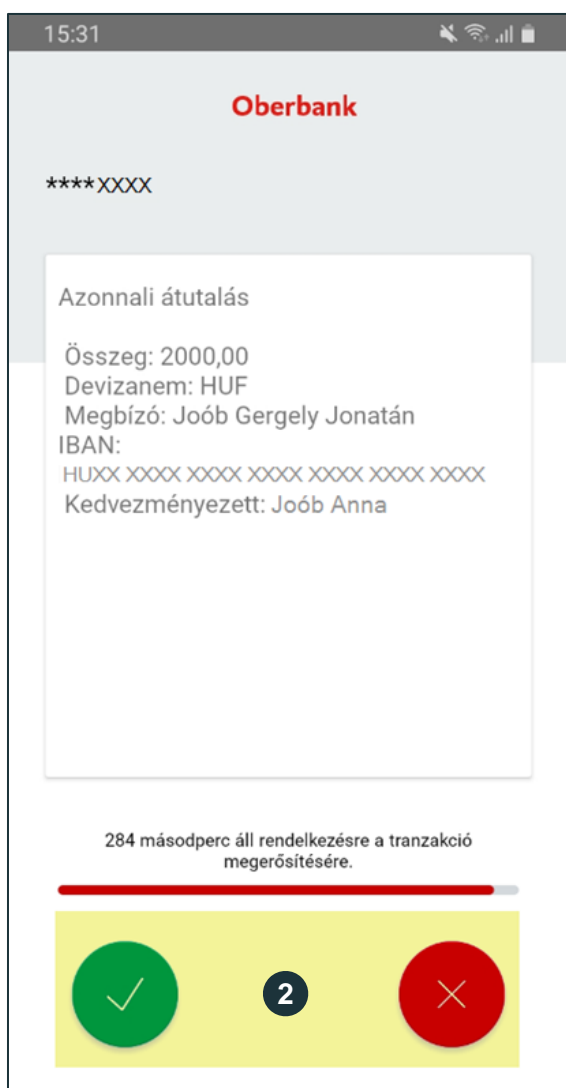 15:31
Oberbank
****XXXX
Azonnali átutalás
Összeg: 2000,00
Devizanem: HUF
Megbízó: Joób Gergely Jonatán
IBAN:
HUXX XXXX XXXX XXXX XXXX XXXX XXXX
Kedvezményezett: Joób Anna
284 másodperc áll rendelkezésre a tranzakció
megerősítésére.
2